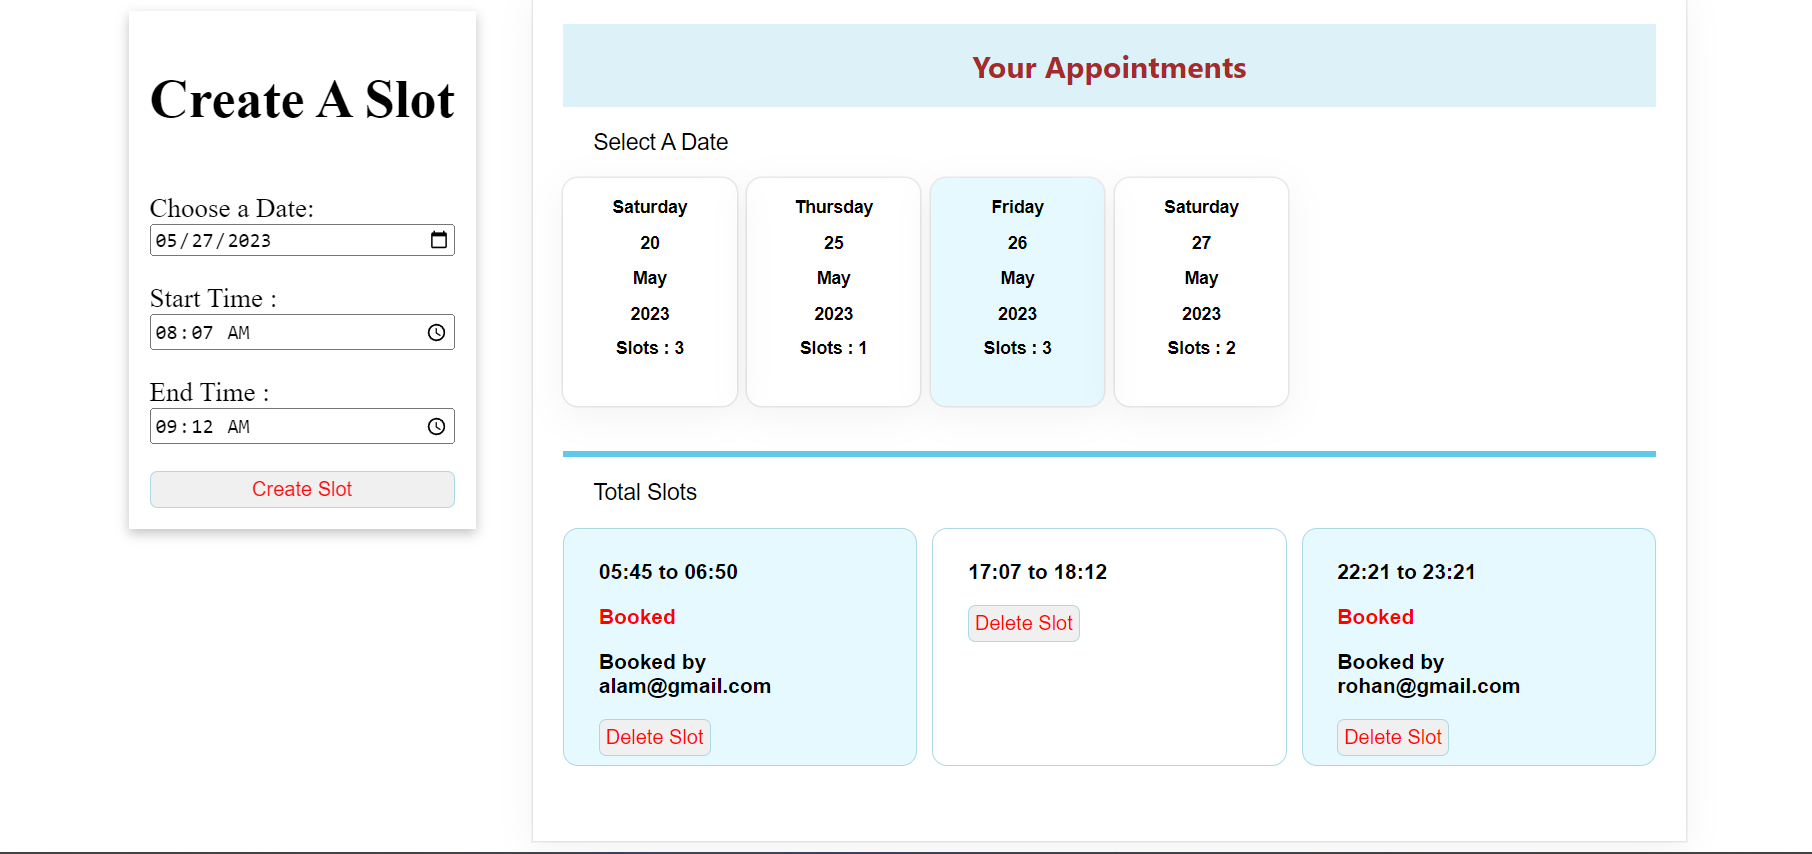 Create A Slot
Choose a Date:
05/27/2023
Start Time :
08:07 AM
End Time :
09:12 AM
Create Slot
Your Appointments
Select A Date
Saturday
20
May
2023
Slots : 3
Thursday
25
May
2023
Slots : 1
Friday
26
May
2023
Slots : 3
Saturday
27
May
2023
Slots : 2
Total Slots
05:45 to 06:50
Booked
Booked by
alam@gmail.com
Delete Slot
17:07 to 18:12
Delete Slot
22:21 to 23:21
Booked
Booked by
rohan@gmail.com
Delete Slot